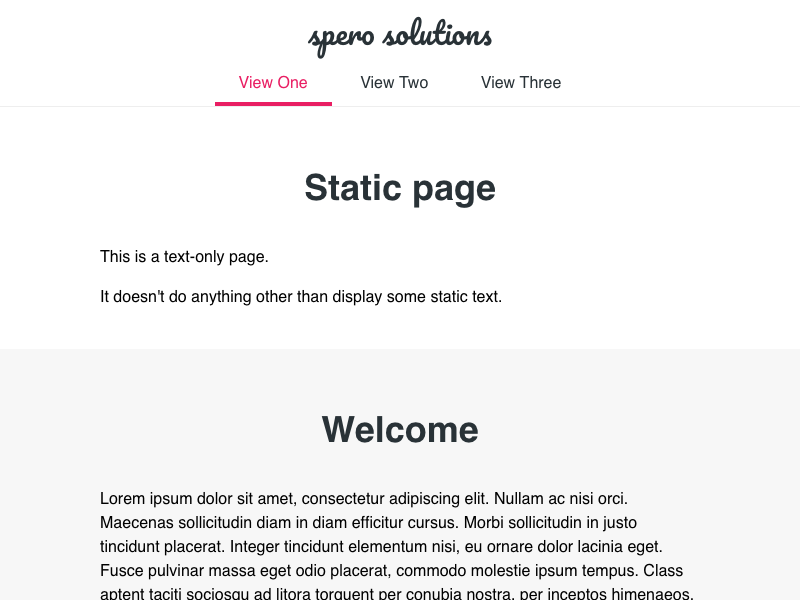 spero solutions
View One View Two View Three
Static page
This is a text-only page.
It doesn't do anything other than display some static text.
Welcome
Lorem ipsum dolor sit amet, consectetur adipiscing elit. Nullam ac nisi orci.
Maecenas sollicitudin diam in diam efficitur cursus. Morbi sollicitudin in justo
tincidunt placerat. Integer tincidunt elementum nisi, eu ornare dolor lacinia eget.
Fusce pulvinar massa eget odio placerat, commodo molestie ipsum tempus. Class
aptent taciti sociosqu ad litora torquent per conubia nostra, per inceptos himenaeos.